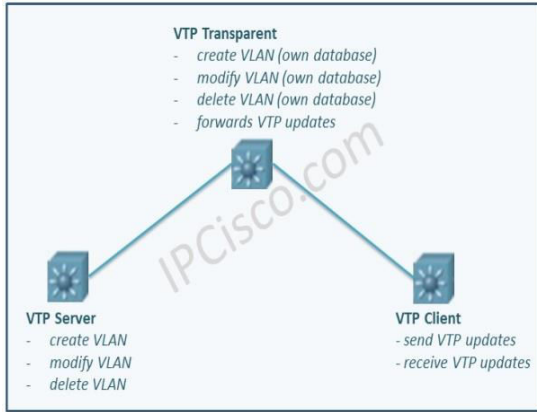 VTP Transparent
- create VLAN (own database)
- modify VLAN (own database)
- delete VLAN (own database)
- forwards VTP updates
IPCisco.com
VTP Server
- create VLAN
- modify VLAN
- delete VLAN
VTP Client
- send VTP updates
- receive VTP updates